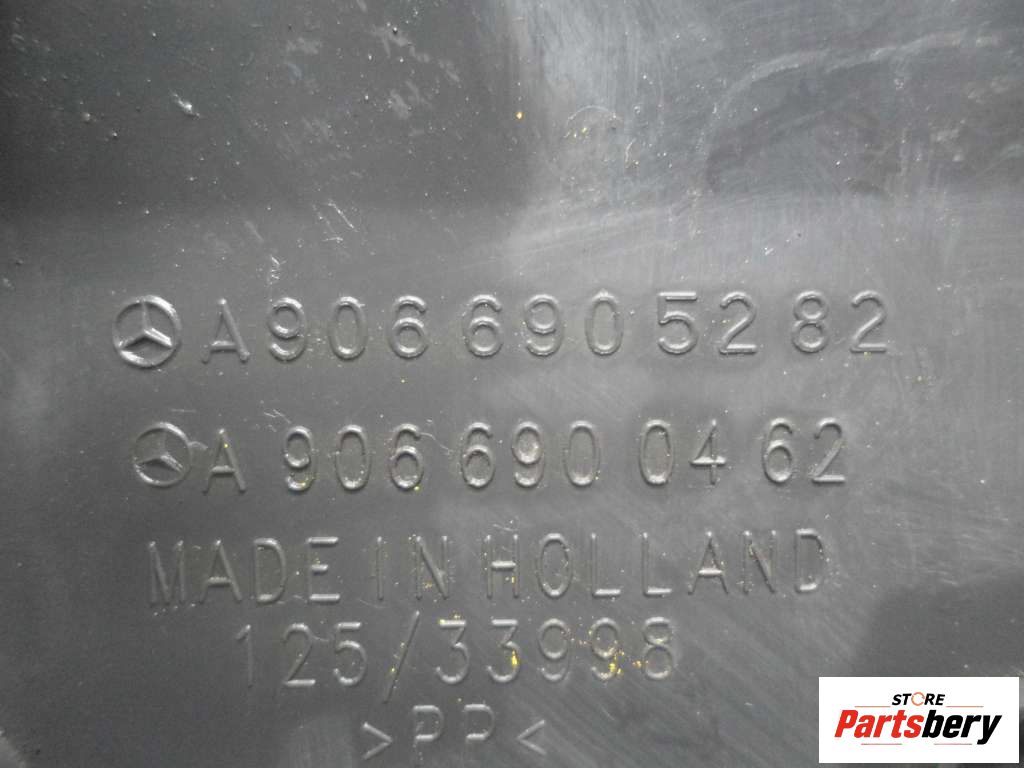 A 906 690 52 82
A 906 690 04 62
MADE IN HOLLAND
125/33998
>PP<
STORE
Partsbery